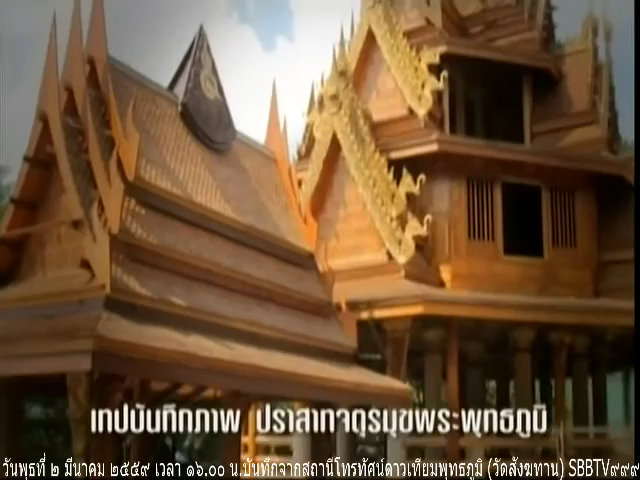 เทปบันทึกภาพ ปราสาทจตุรมุขพระพุทธภูมิ
วันพุธที่ ๒ มีนาคม ๒๕๕๙ เวลา ๑๖.๐๐ น.บันทึกจากสถานีโทรทัศน์ดาวเทียมพุทธภูมิ (วัดสังฆทาน) SBBTV๙๙๙